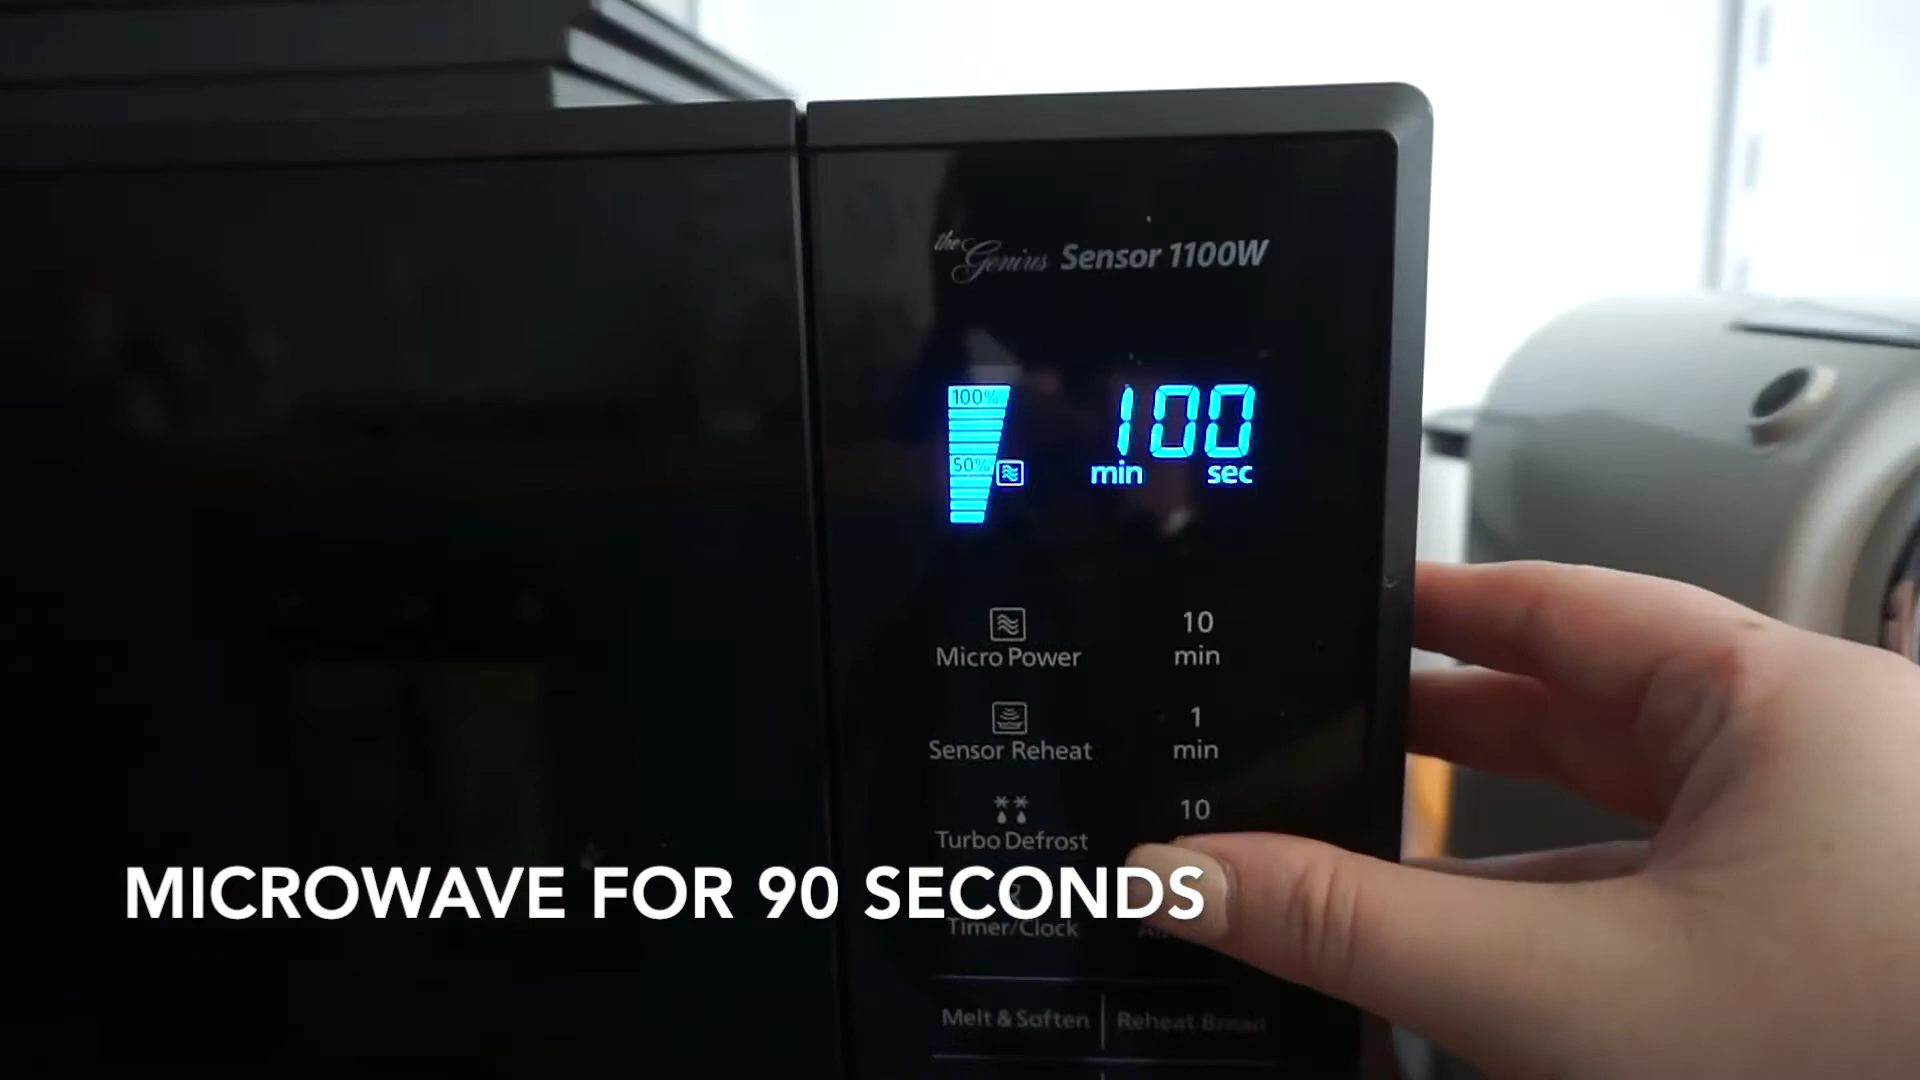 the Genius Sensor 1100W
100%
50%
100
min sec
Micro Power
10
min
Sensor Reheat
1
min
Turbo Defrost
10
MICROWAVE FOR 90 SECONDS
Timer/Clock
Melt & Soften
Reheat Bread